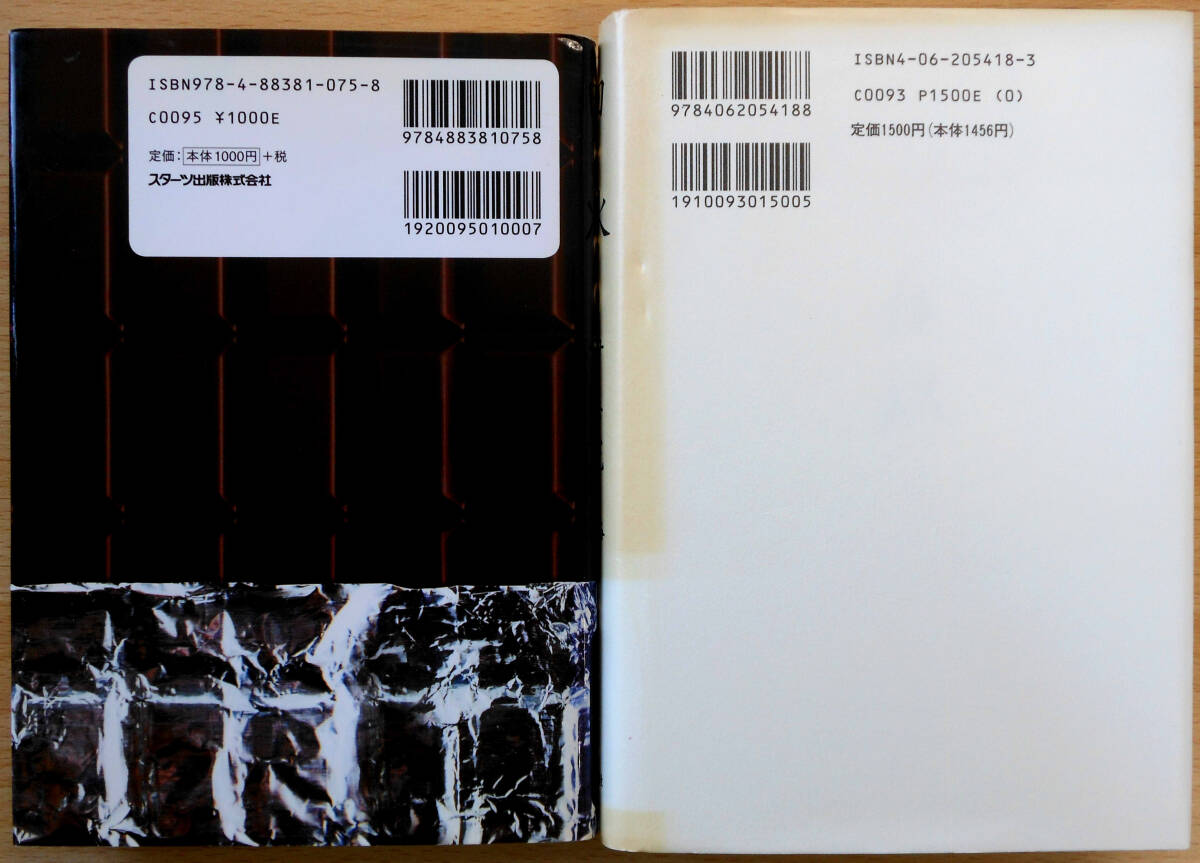 ISBN978-4-88381-075-8
C0095 ¥1000E
定価: 本体1000円 +税
スターツ出版株式会社
9784883810758
1920095010007
9784062054188
1910093015005
ISBN4-06-205418-3
C0093 P1500E (0)
定価1500円(本体1456円)